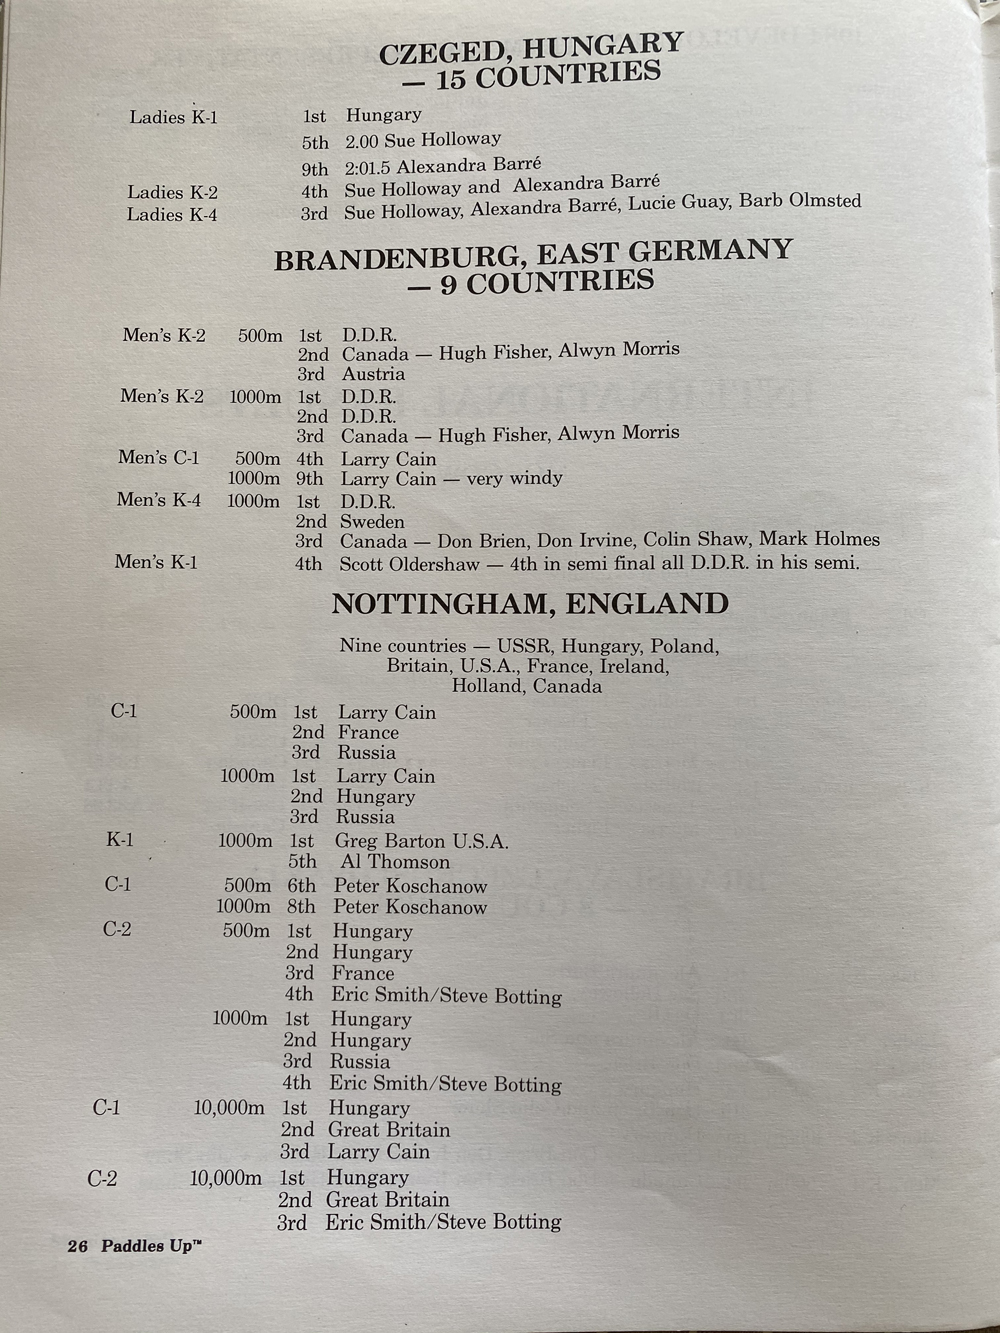 CZEGED, HUNGARY
— 15 COUNTRIES
Ladies K-1 1st Hungary
5th 2.00 Sue Holloway
9th 2:01.5 Alexandra Barré
Ladies K-2 4th Sue Holloway and Alexandra Barré
Ladies K-4 3rd Sue Holloway, Alexandra Barré, Lucie Guay, Barb Olmsted
BRANDENBURG, EAST GERMANY
— 9 COUNTRIES
Men's K-2 500m 1st D.D.R.
2nd Canada — Hugh Fisher, Alwyn Morris
3rd Austria
Men's K-2 1000m 1st D.D.R.
2nd D.D.R.
3rd Canada — Hugh Fisher, Alwyn Morris
Men's C-1 500m 4th Larry Cain
1000m 9th Larry Cain — very windy
Men's K-4 1000m 1st D.D.R.
2nd Sweden
3rd Canada — Don Brien, Don Irvine, Colin Shaw, Mark Holmes
Men's K-1 4th Scott Oldershaw — 4th in semi final all D.D.R. in his semi.
NOTTINGHAM, ENGLAND
Nine countries — USSR, Hungary, Poland,
Britain, U.S.A., France, Ireland,
Holland, Canada
C-1 500m 1st Larry Cain
2nd France
3rd Russia
1000m 1st Larry Cain
2nd Hungary
3rd Russia
K-1 1000m 1st Greg Barton U.S.A.
5th Al Thomson
C-1 500m 6th Peter Koschanow
1000m 8th Peter Koschanow
C-2 500m 1st Hungary
2nd Hungary
3rd France
4th Eric Smith/Steve Botting
1000m 1st Hungary
2nd Hungary
3rd Russia
4th Eric Smith/Steve Botting
C-1 10,000m 1st Hungary
2nd Great Britain
3rd Larry Cain
C-2 10,000m 1st Hungary
2nd Great Britain
3rd Eric Smith/Steve Botting
26 Paddles Up™